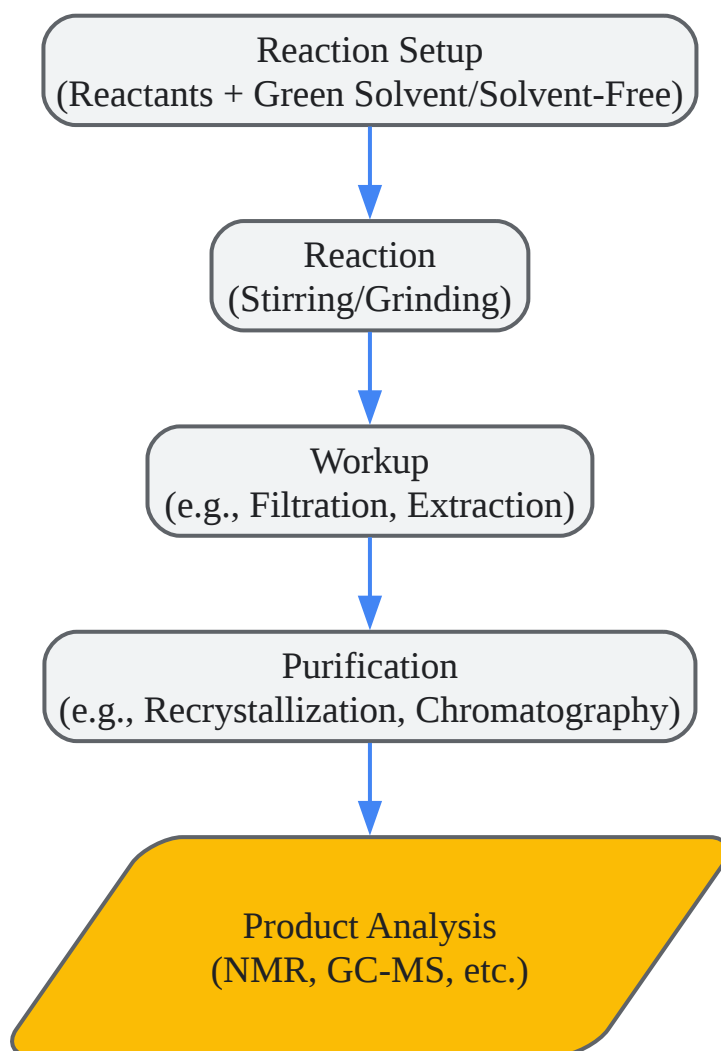 Reaction Setup
(Reactants + Green Solvent/Solvent-Free)
Reaction
(Stirring/Grinding)
Workup
(e.g., Filtration, Extraction)
Purification
(e.g., Recrystallization, Chromatography)
Product Analysis
(NMR, GC-MS, etc.)